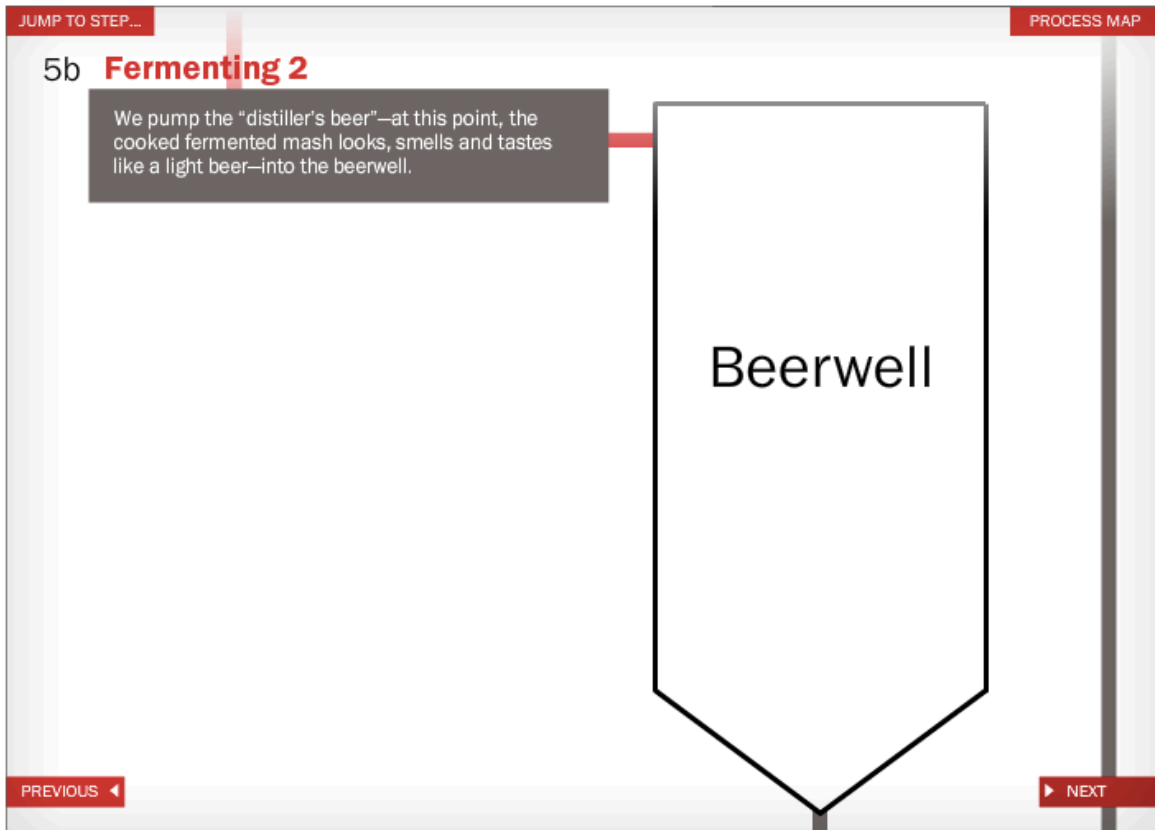 JUMP TO STEP...
PROCESS MAP
5b Fermenting 2
We pump the “distiller’s beer”—at this point, the
cooked fermented mash looks, smells and tastes
like a light beer—into the beerwell.
Beerwell
PREVIOUS
NEXT